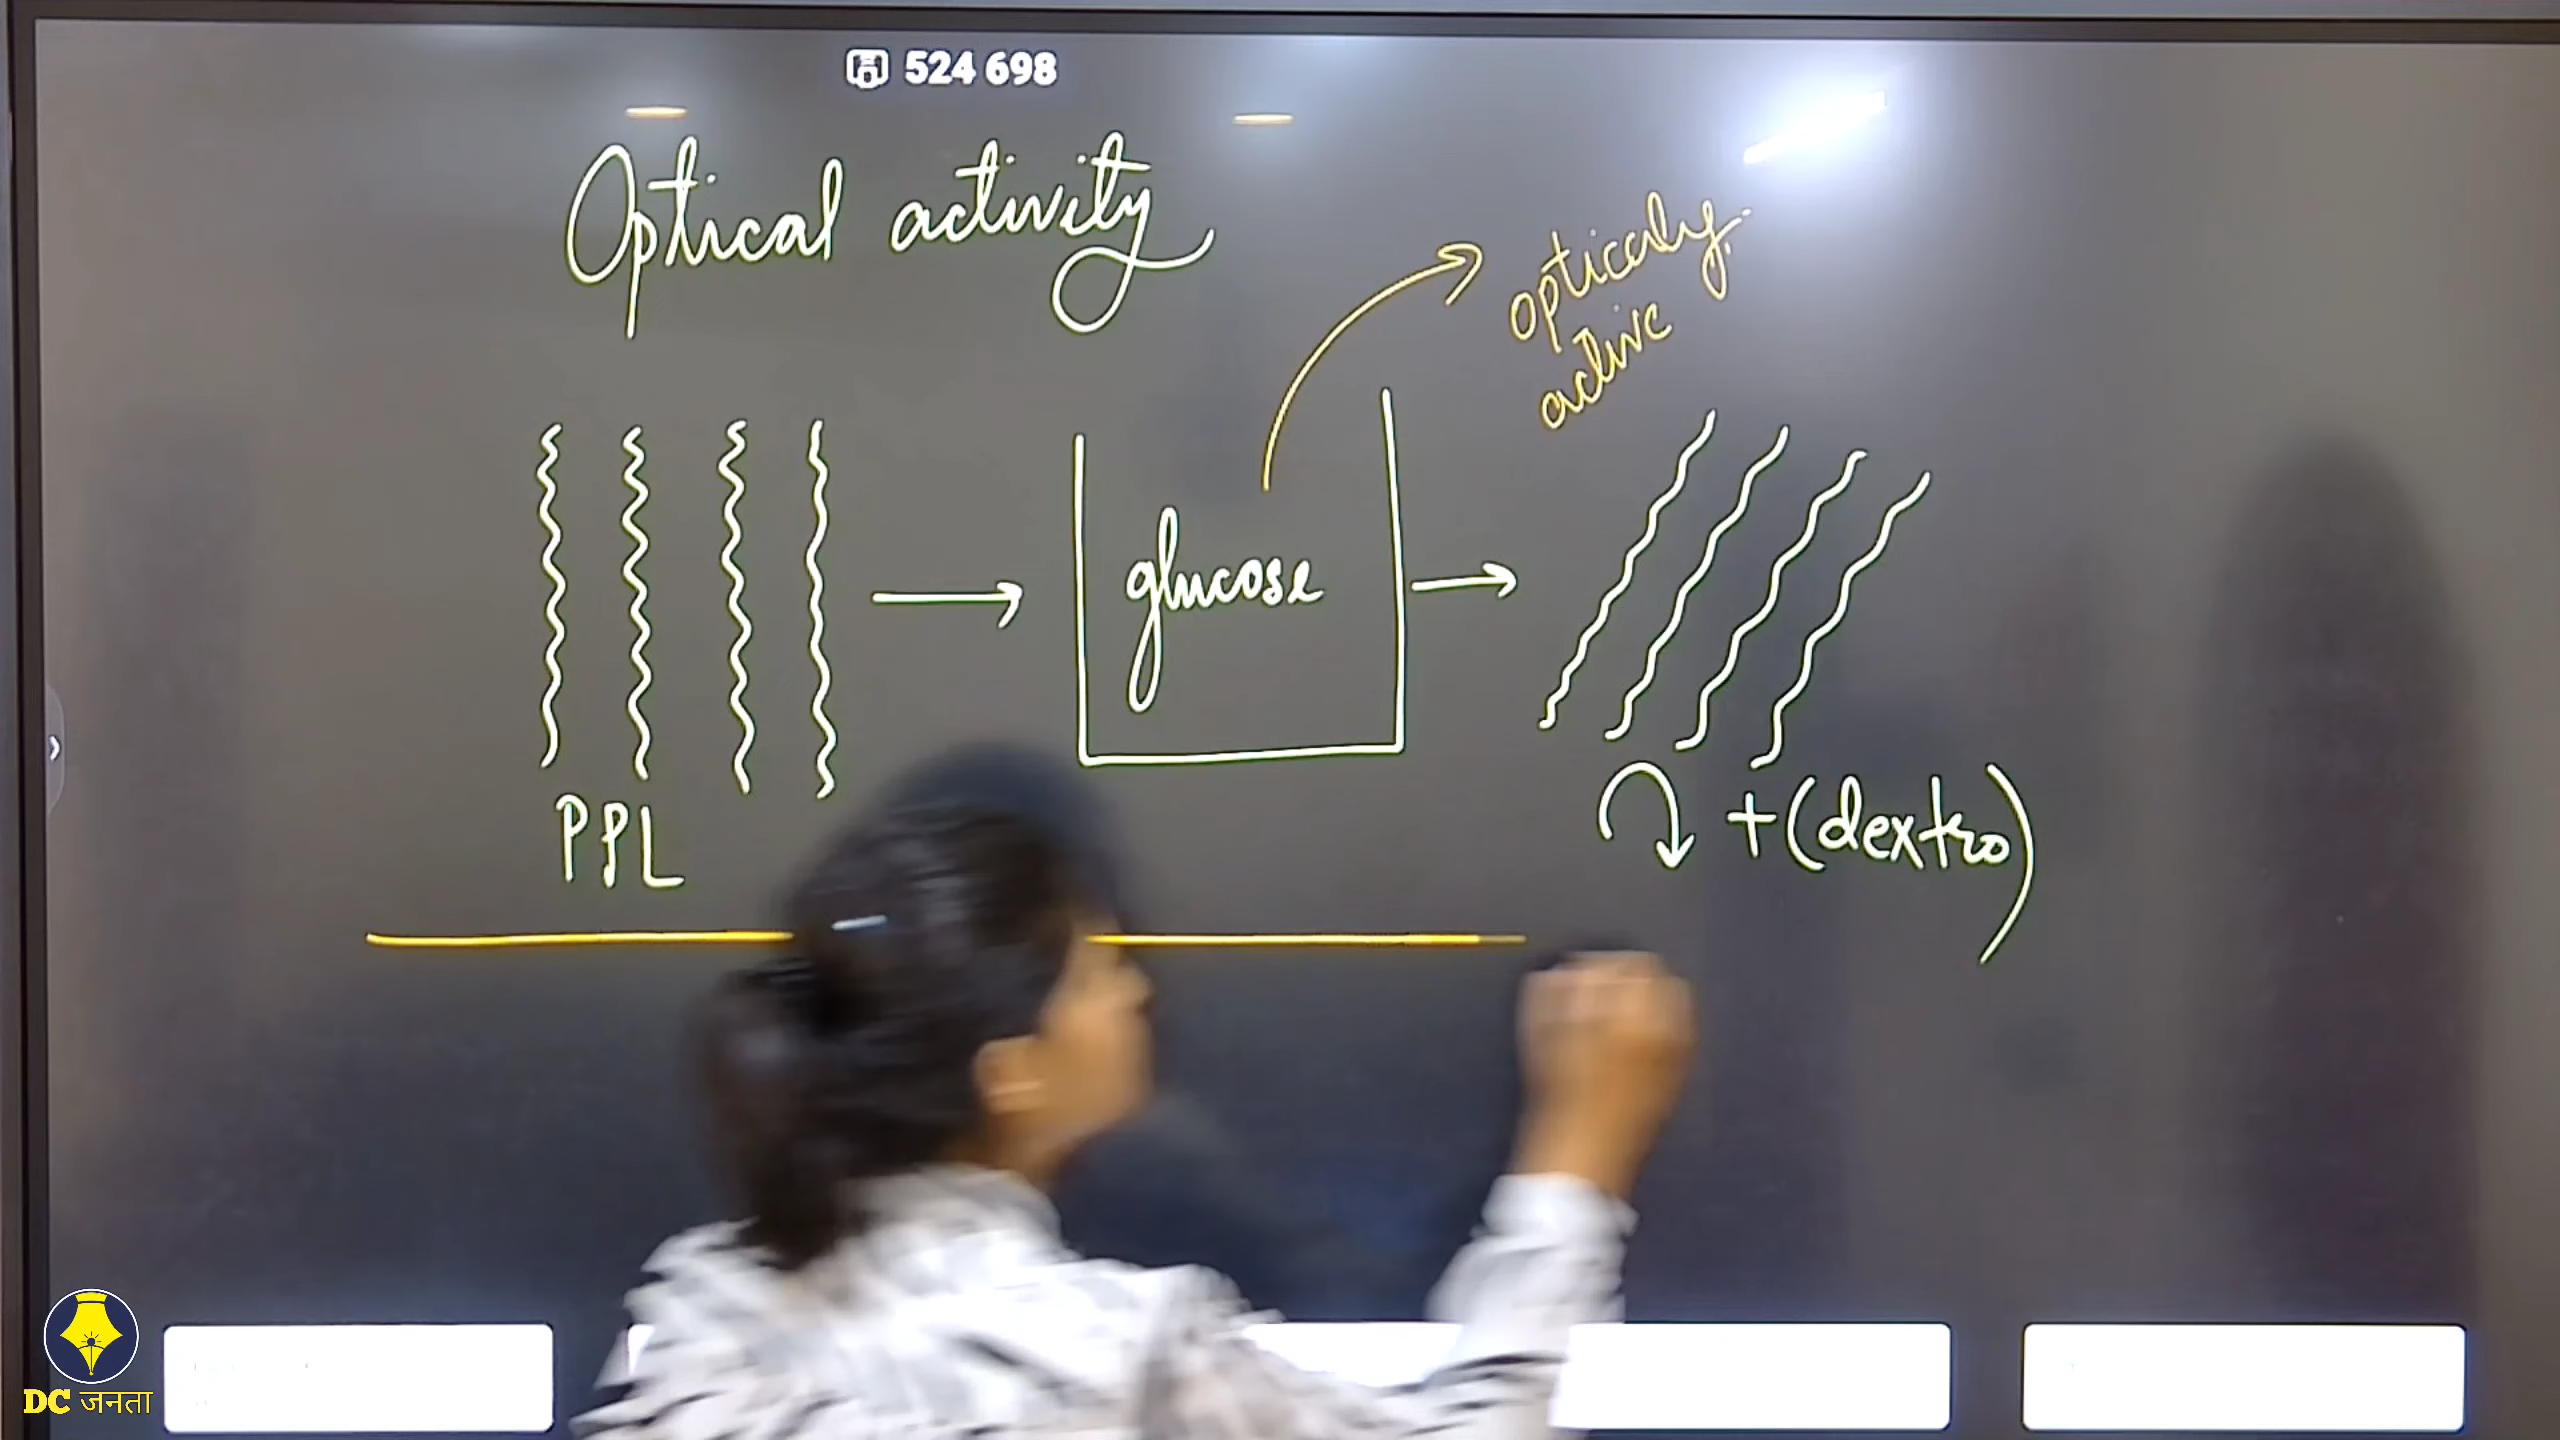 524 698
Optical activity
optically
active
glucose
PPL
+(dextro)
DC जनता